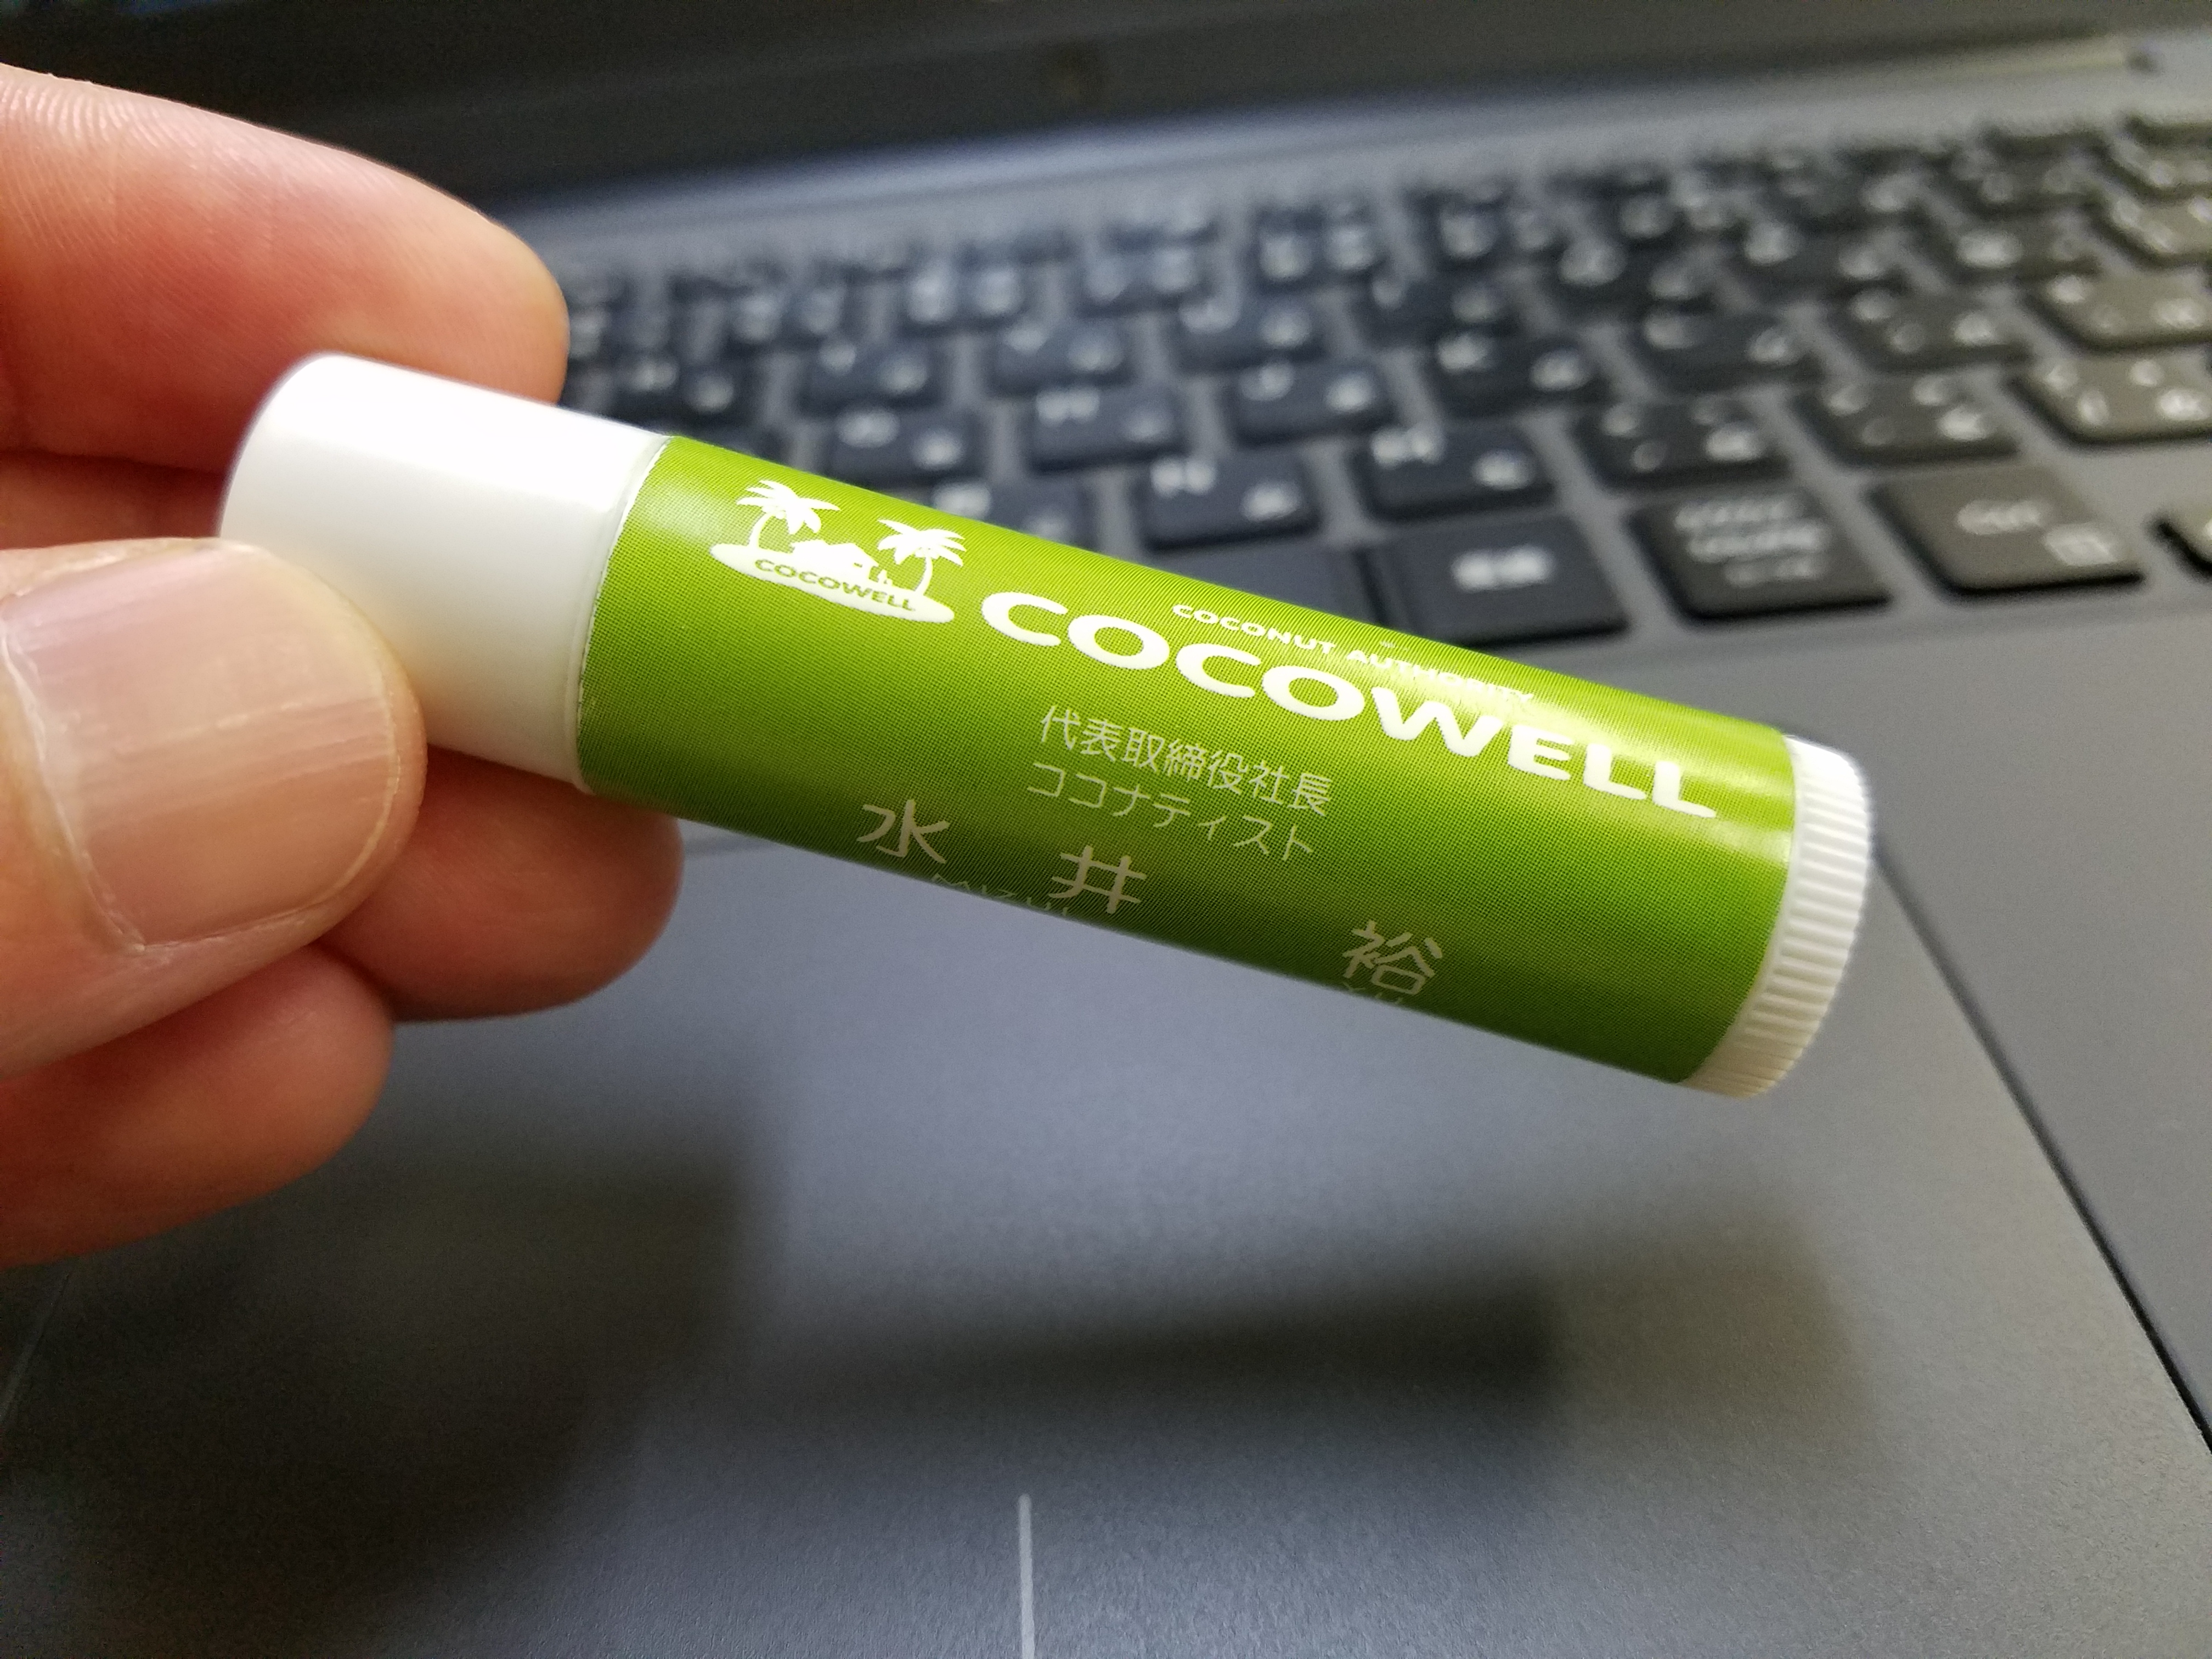 COCOWELL
COCONUT AUTHORITY
COCOWELL
代表取締役社長
ココナティスト
水井 裕
MIZUI